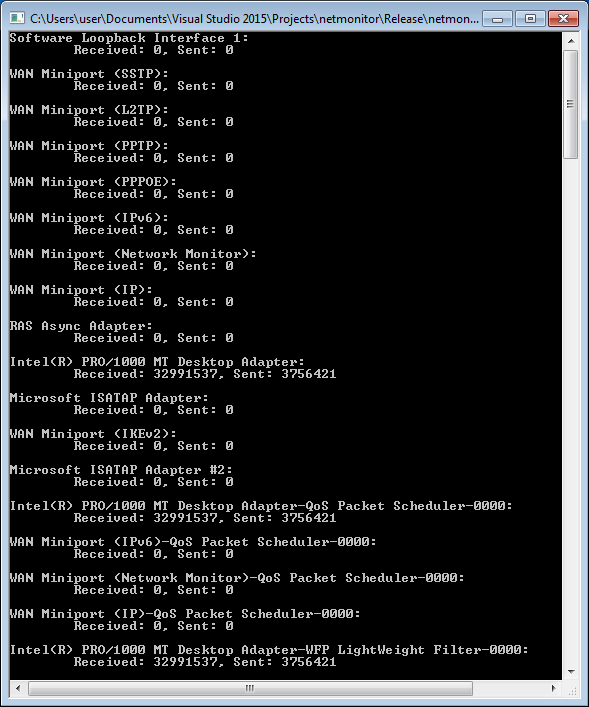 C:\Users\user\Documents\Visual Studio 2015\Projects\netmonitor\Release\netmon...
Software Loopback Interface 1:
Received: 0, Sent: 0
WAN Miniport (SSTP):
Received: 0, Sent: 0
WAN Miniport (L2TP):
Received: 0, Sent: 0
WAN Miniport (PPTP):
Received: 0, Sent: 0
WAN Miniport (PPPOE):
Received: 0, Sent: 0
WAN Miniport (IPv6):
Received: 0, Sent: 0
WAN Miniport (Network Monitor):
Received: 0, Sent: 0
WAN Miniport (IP):
Received: 0, Sent: 0
RAS Async Adapter:
Received: 0, Sent: 0
Intel(R) PRO/1000 MT Desktop Adapter:
Received: 32991537, Sent: 3756421
Microsoft ISATAP Adapter:
Received: 0, Sent: 0
WAN Miniport (IKEv2):
Received: 0, Sent: 0
Microsoft ISATAP Adapter #2:
Received: 0, Sent: 0
Intel(R) PRO/1000 MT Desktop Adapter-QoS Packet Scheduler-0000:
Received: 32991537, Sent: 3756421
WAN Miniport (IPv6)-QoS Packet Scheduler-0000:
Received: 0, Sent: 0
WAN Miniport (Network Monitor)-QoS Packet Scheduler-0000:
Received: 0, Sent: 0
WAN Miniport (IP)-QoS Packet Scheduler-0000:
Received: 0, Sent: 0
Intel(R) PRO/1000 MT Desktop Adapter-WFP LightWeight Filter-0000:
Received: 32991537, Sent: 3756421